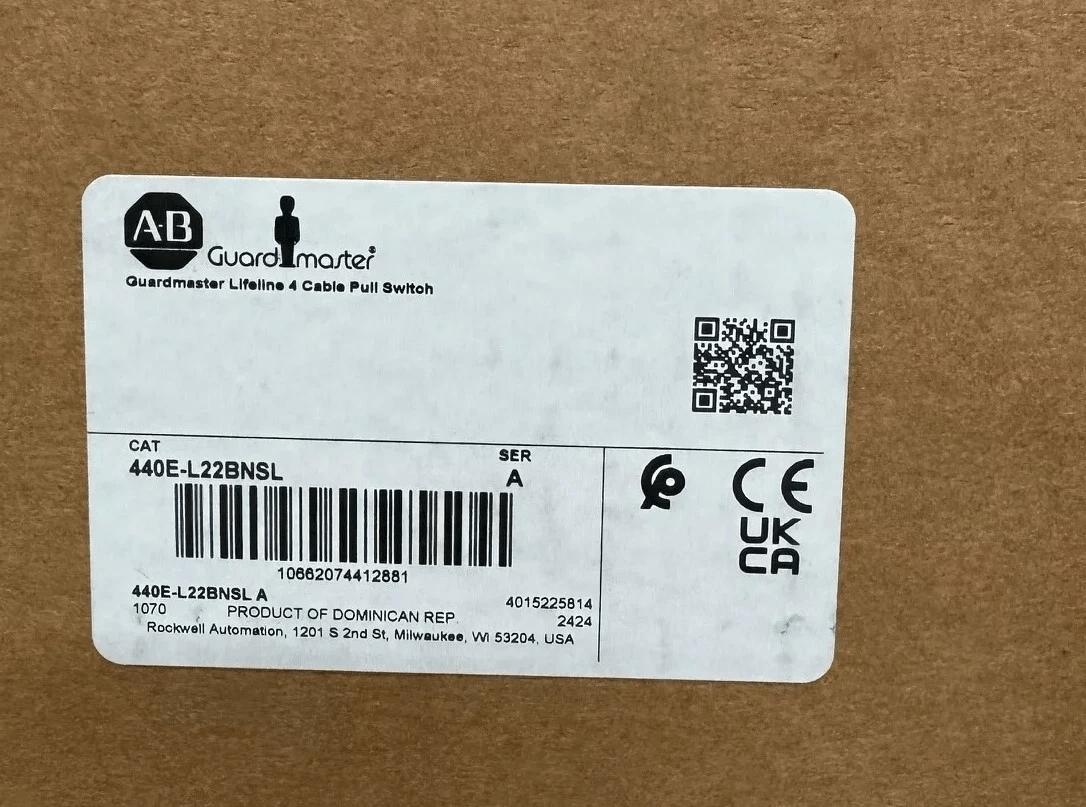 A-B
Guardmaster®
Guardmaster Lifeline 4 Cable Pull Switch
CAT
440E-L22BNSL
SER
A
10662074412881
440E-L22BNSL A
4015225814
1070
PRODUCT OF DOMINICAN REP.
2424
Rockwell Automation, 1201 S 2nd St, Milwaukee, WI 53204, USA
CE
UK
CA